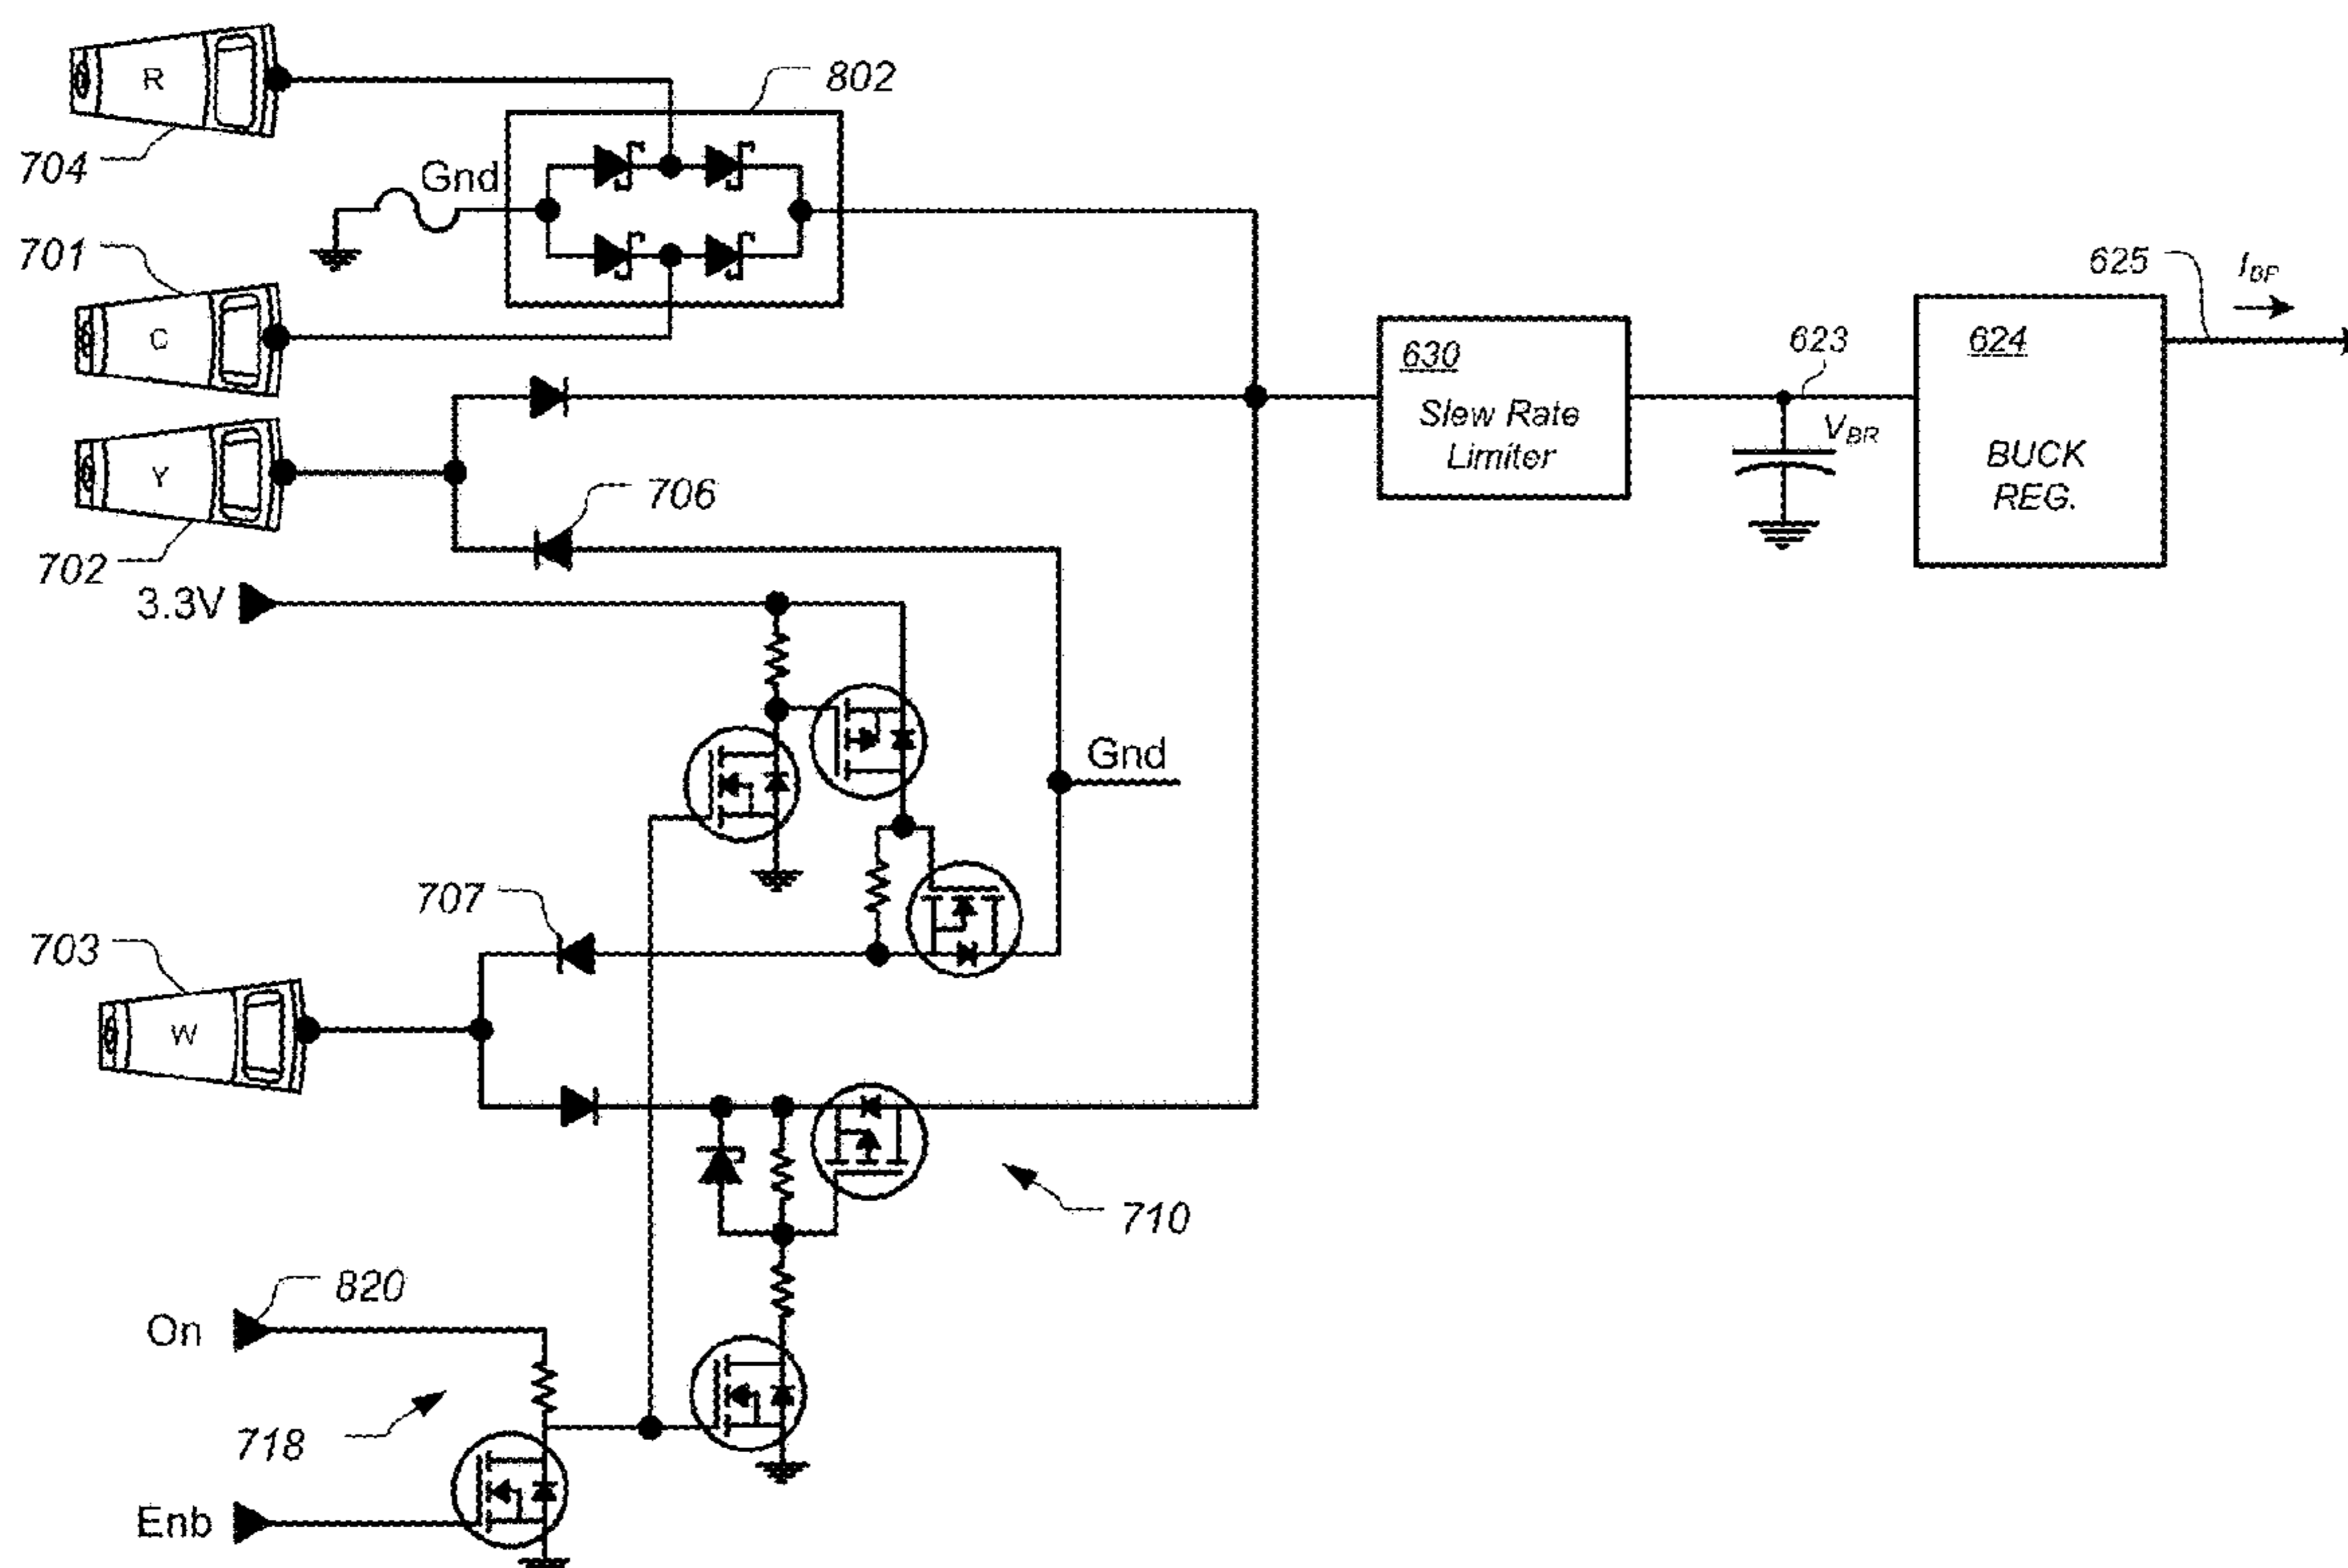 R
802
704
Gnd
701
C
625
I_BP
630
Slew Rate
Limiter
623
V_BR
624
BUCK
REG.
Y
706
702
3.3V
Gnd
707
703
W
710
820
On
718
Enb